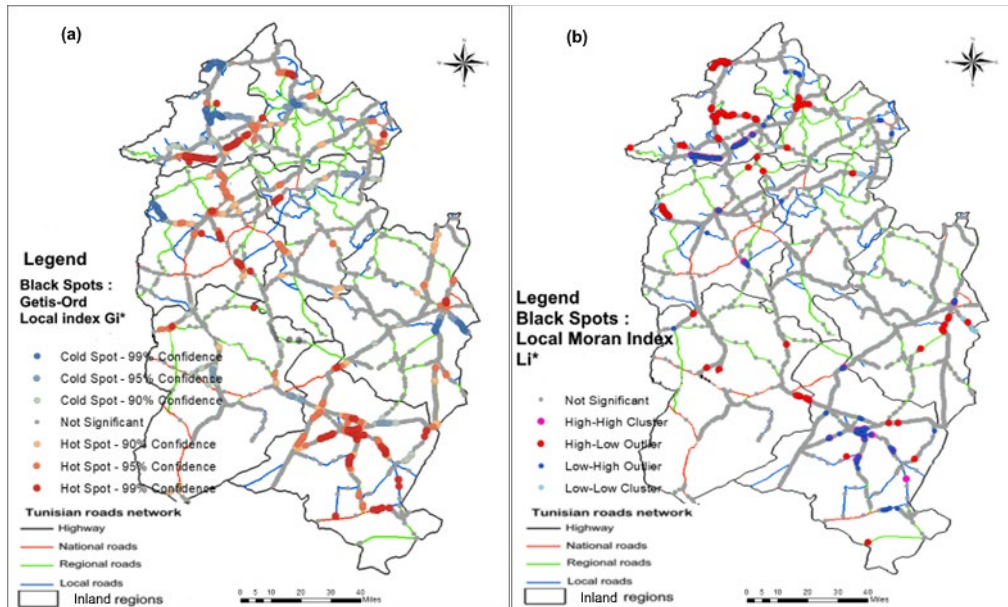 (a)
Legend
Black Spots :
Getis-Ord
Local index Gi*
Cold Spot - 99% Confidence
Cold Spot - 95% Confidence
Cold Spot - 90% Confidence
Not Significant
Hot Spot - 90% Confidence
Hot Spot - 95% Confidence
Hot Spot - 99% Confidence
Tunisian roads network
Highway
National roads
Regional roads
Local roads
Inland regions
0 5 10 20 30 40
Miles
(b)
Legend
Black Spots :
Local Moran Index
Li*
Not Significant
High-High Cluster
High-Low Outlier
Low-High Outlier
Low-Low Cluster
Tunisian roads network
Highway
National roads
Regional roads
Local roads
Inland regions
0 5 10 20 30 40
Miles